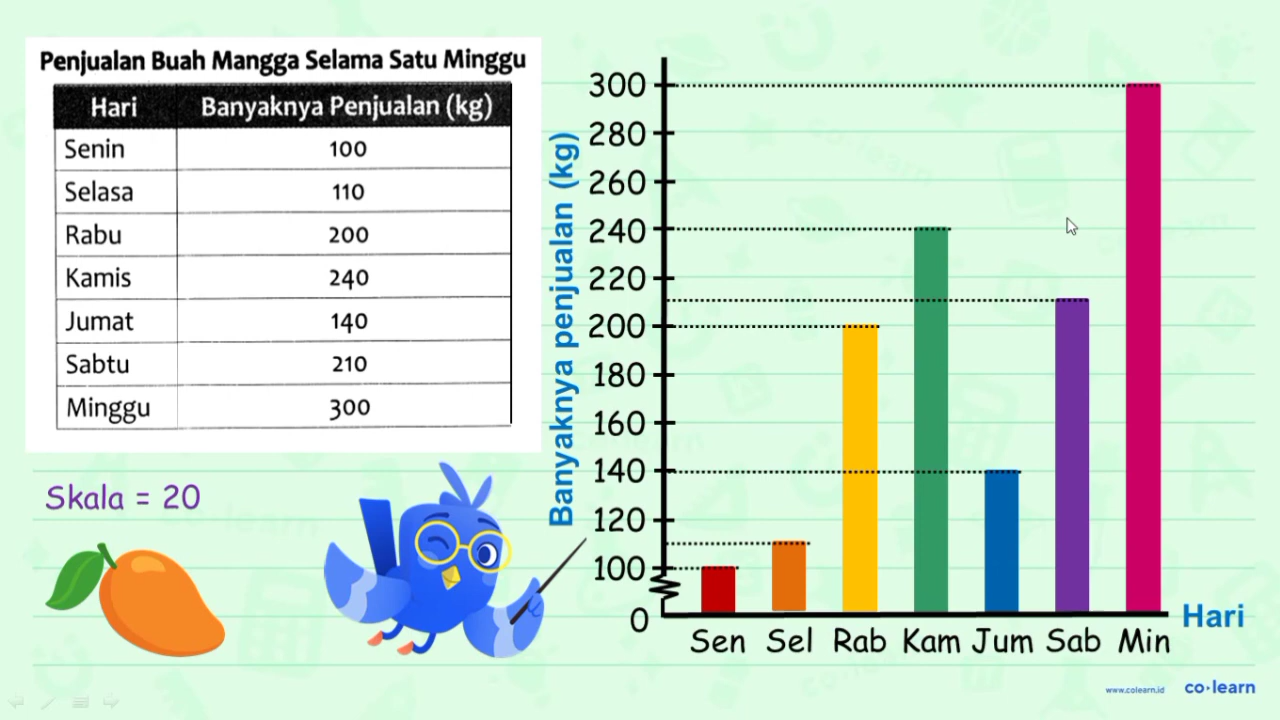 Penjualan Buah Mangga Selama Satu Minggu
Hari Banyaknya Penjualan (kg)
Senin 100
Selasa 110
Rabu 200
Kamis 240
Jumat 140
Sabtu 210
Minggu 300
Skala = 20
Banyaknya penjualan (kg)
300
280
260
240
220
200
180
160
140
120
100
0
Sen Sel Rab Kam Jum Sab Min
Hari
www.colearn.id
co·learn